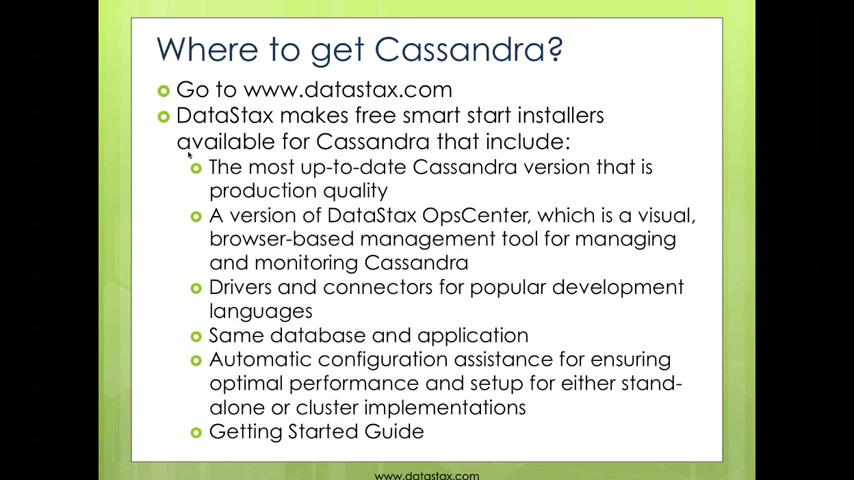 Where to get Cassandra?
Go to www.datastax.com
DataStax makes free smart start installers
available for Cassandra that include:
The most up-to-date Cassandra version that is
production quality
A version of DataStax OpsCenter, which is a visual,
browser-based management tool for managing
and monitoring Cassandra
Drivers and connectors for popular development
languages
Same database and application
Automatic configuration assistance for ensuring
optimal performance and setup for either stand-
alone or cluster implementations
Getting Started Guide
www.datastax.com